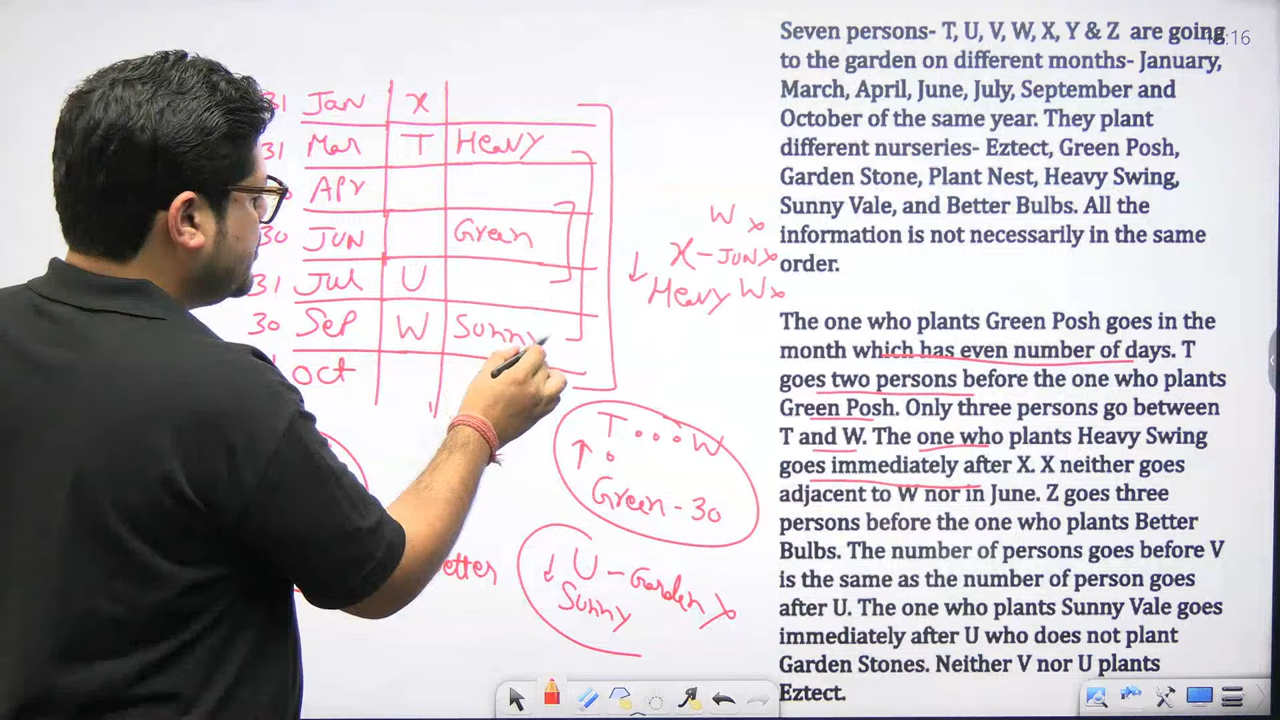 Seven persons- T, U, V, W, X, Y & Z are going
to the garden on different months- January,
March, April, June, July, September and
October of the same year. They plant
different nurseries- Eztect, Green Posh,
Garden Stone, Plant Nest, Heavy Swing,
Sunny Vale, and Better Bulbs. All the
information is not necessarily in the same
order.
The one who plants Green Posh goes in the
month which has even number of days. T
goes two persons before the one who plants
Green Posh. Only three persons go between
T and W. The one who plants Heavy Swing
goes immediately after X. X neither goes
adjacent to W nor in June. Z goes three
persons before the one who plants Better
Bulbs. The number of persons goes before V
is the same as the number of person goes
after U. The one who plants Sunny Vale goes
immediately after U who does not plant
Garden Stones. Neither V nor U plants
Eztect.
:16
31 Jan X
31 Mar T Heavy
Apr
30 JUN Green
31 Jul U
30 Sep W Sunny
Oct
W x
↓ X - JUN x
Heavy W x
T o o o W
↑ o
Green - 30
etter
↓ U - Garden x
Sunny